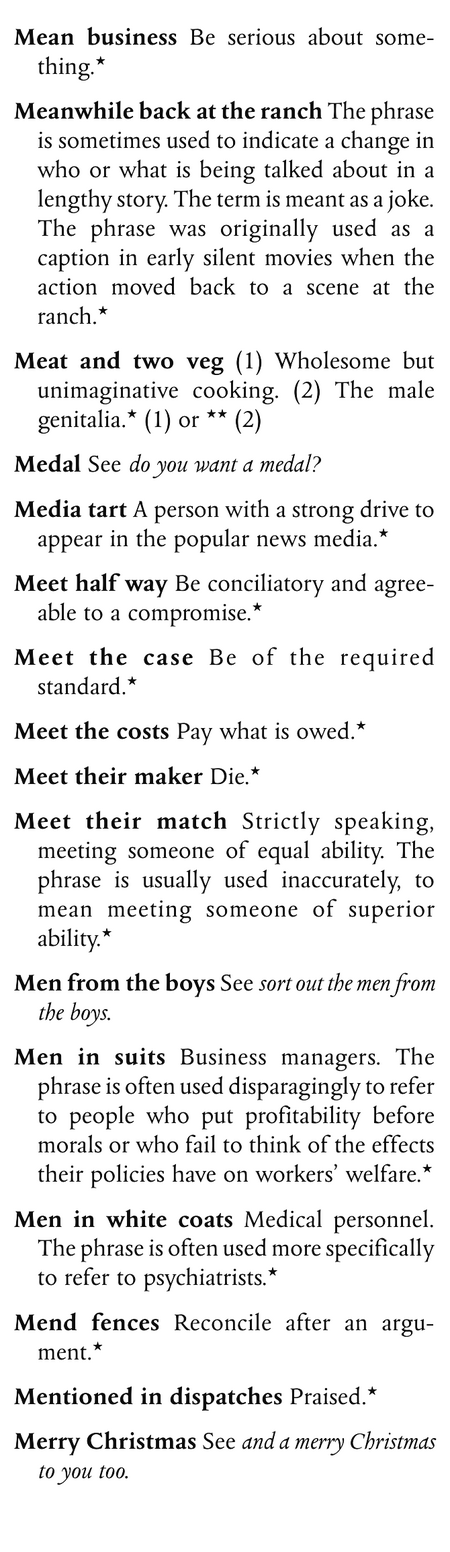 Mean business Be serious about some-
thing.★
Meanwhile back at the ranch The phrase
is sometimes used to indicate a change in
who or what is being talked about in a
lengthy story. The term is meant as a joke.
The phrase was originally used as a
caption in early silent movies when the
action moved back to a scene at the
ranch.★
Meat and two veg (1) Wholesome but
unimaginative cooking. (2) The male
genitalia.★ (1) or ★★ (2)
Medal See do you want a medal?
Media tart A person with a strong drive to
appear in the popular news media.★
Meet half way Be conciliatory and agree-
able to a compromise.★
Meet the case Be of the required
standard.★
Meet the costs Pay what is owed.★
Meet their maker Die.★
Meet their match Strictly speaking,
meeting someone of equal ability. The
phrase is usually used inaccurately, to
mean meeting someone of superior
ability.★
Men from the boys See sort out the men from
the boys.
Men in suits Business managers. The
phrase is often used disparagingly to refer
to people who put profitability before
morals or who fail to think of the effects
their policies have on workers’ welfare.★
Men in white coats Medical personnel.
The phrase is often used more specifically
to refer to psychiatrists.★
Mend fences Reconcile after an argu-
ment.★
Mentioned in dispatches Praised.★
Merry Christmas See and a merry Christmas
to you too.